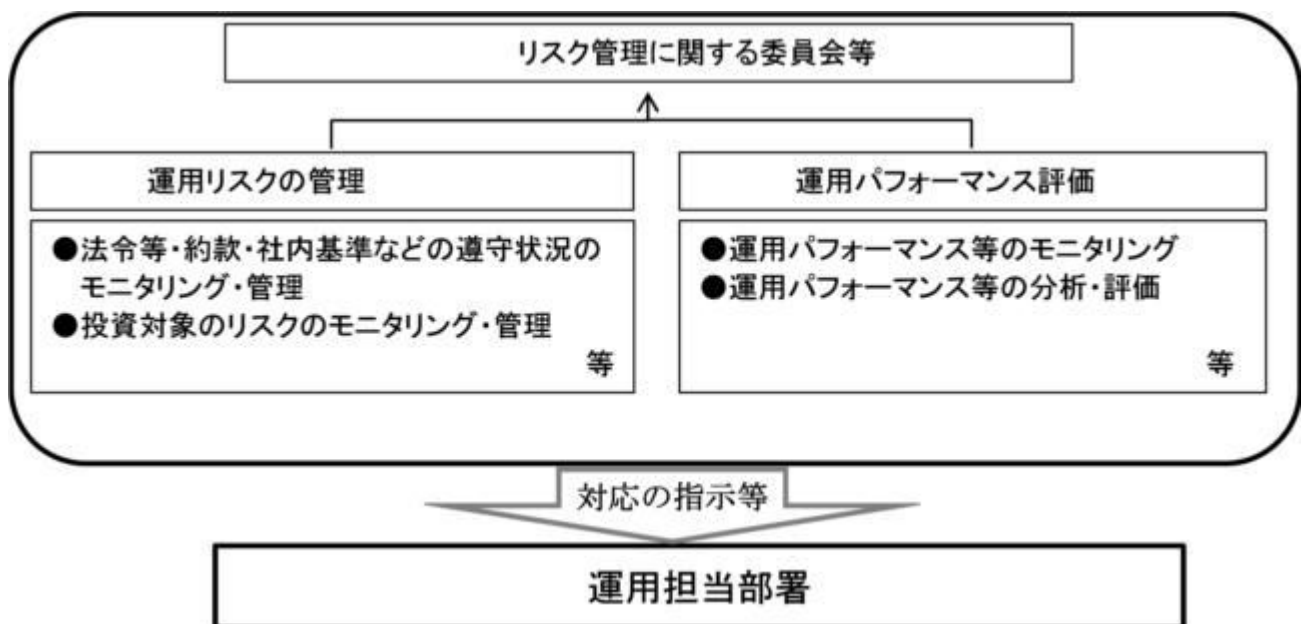 リスク管理に関する委員会等
運用リスクの管理
●法令等・約款・社内基準などの遵守状況の
モニタリング・管理
●投資対象のリスクのモニタリング・管理
等
運用パフォーマンス評価
●運用パフォーマンス等のモニタリング
●運用パフォーマンス等の分析・評価
等
対応の指示等
運用担当部署